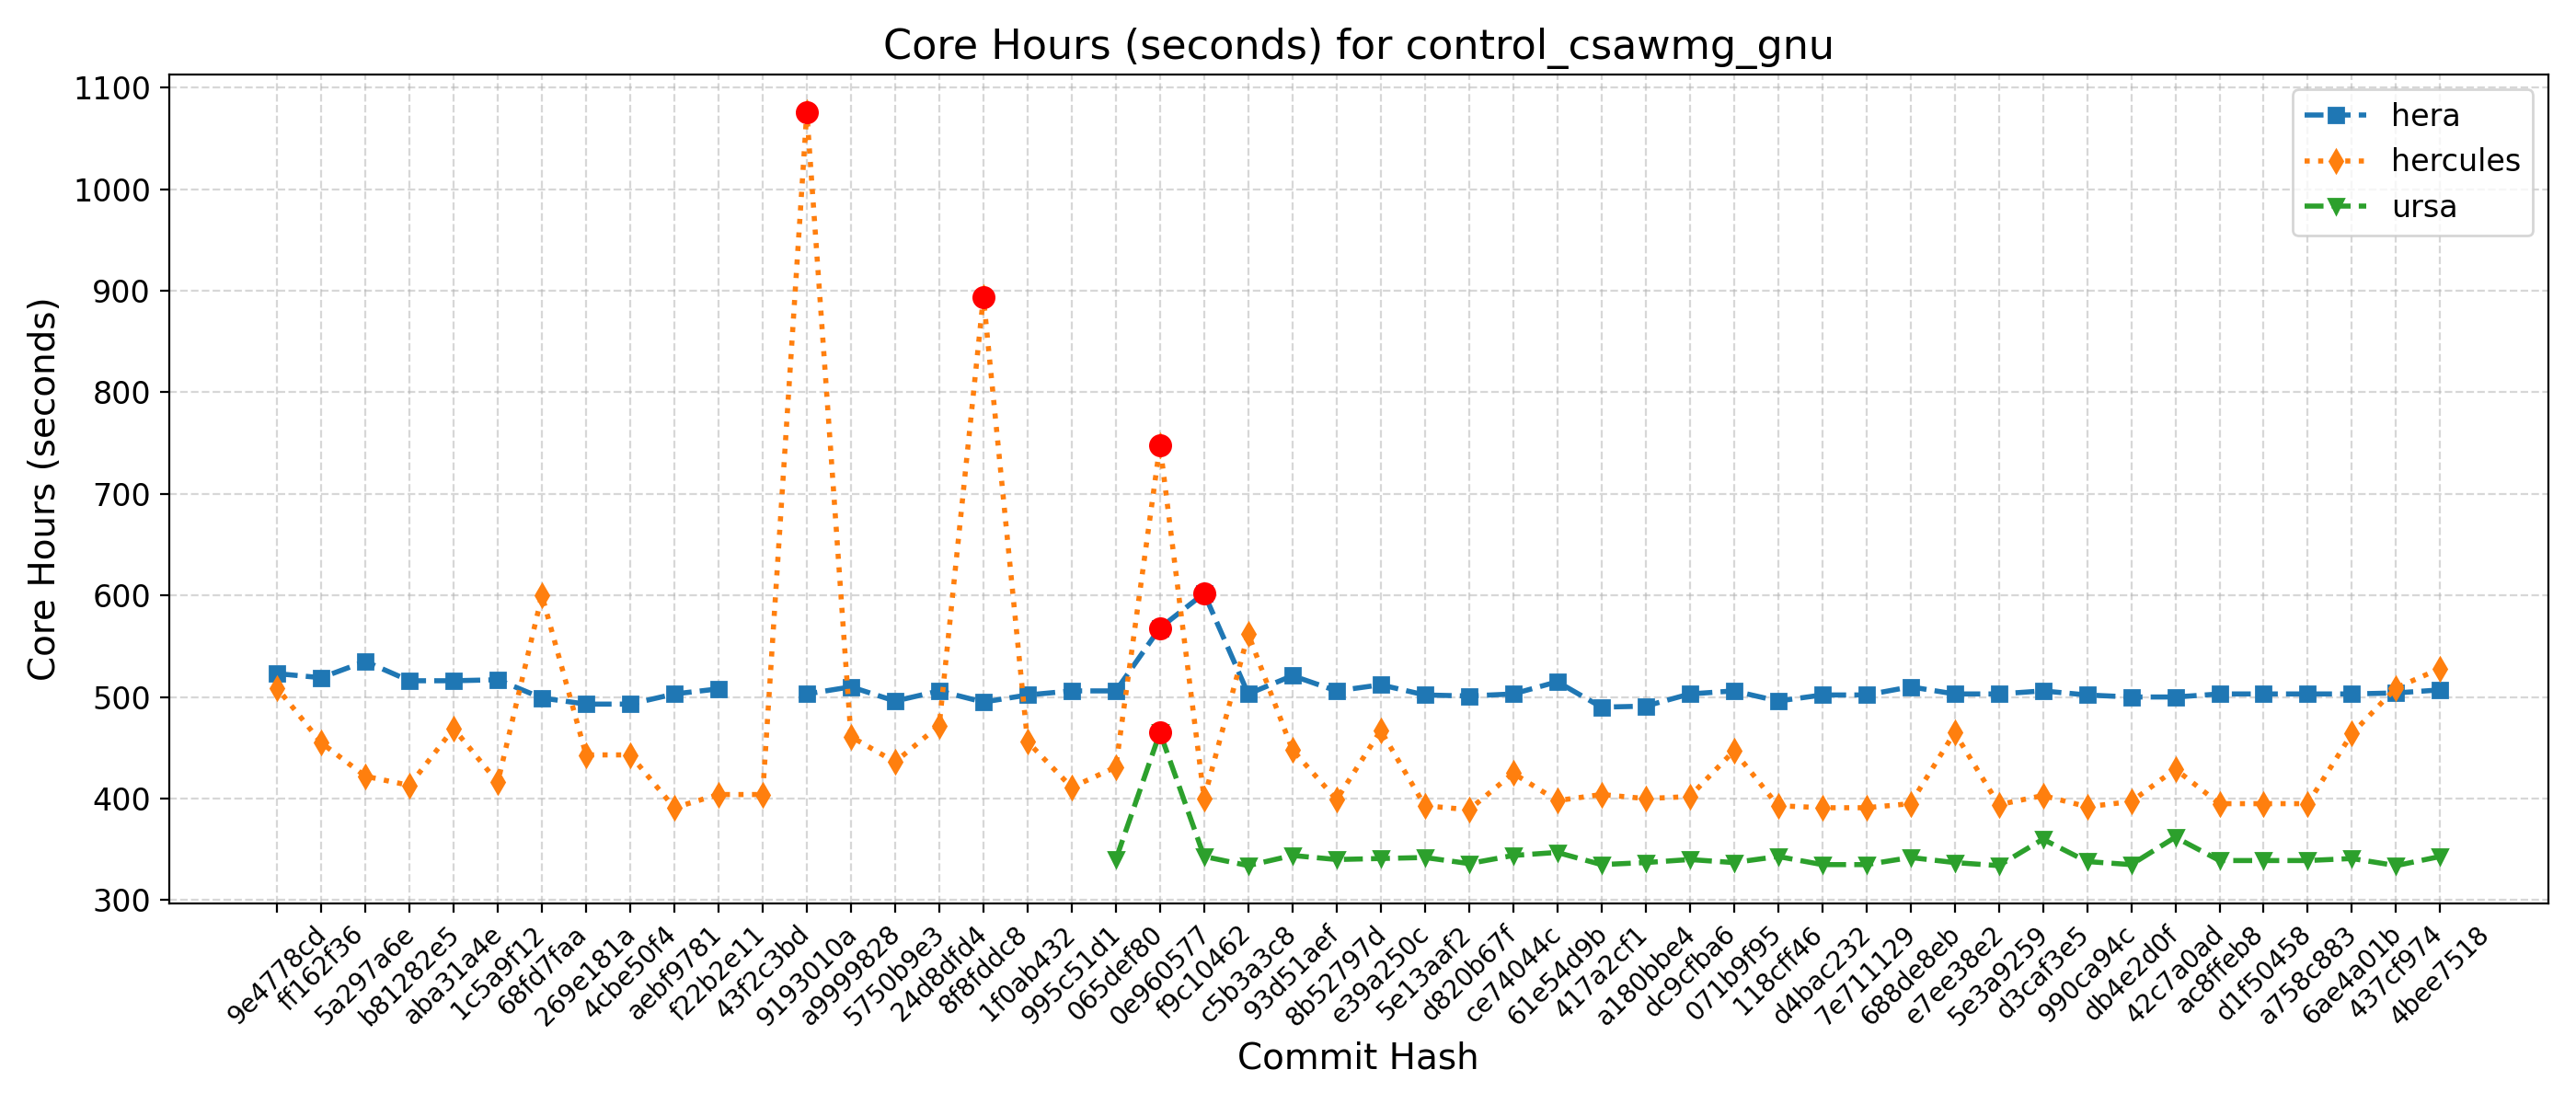 Core Hours (seconds) for control_csawmg_gnu
hera
hercules
ursa
Core Hours (seconds)
1100
1000
900
800
700
600
500
400
300
9e4778cd
ff162f36
5a297a6e
b81282e5
aba31a4e
1c5a9f12
68fd7faa
269e181a
4cbe50f4
aebf9781
f22b2e11
43f2c3bd
9193010a
a9999828
5750b9e3
24d8dfd4
8f8fddc8
1f0ab432
995c51d1
065def80
0e960577
f9c10462
c5b3a3c8
93d51aef
8b52797d
e39a250c
5e13aaf2
d820b67f
ce74044c
61e54d9b
417a2cf1
a180bbe4
dc9cfba6
071b9f95
118cff46
d4bac232
7e711129
688de8eb
e7ee38e2
5e3a9259
d3caf3e5
990ca94c
db4e2d0f
42c7a0ad
ac8ffeb8
d1f50458
a758c883
6ae4a01b
437cf974
4bee7518
Commit Hash